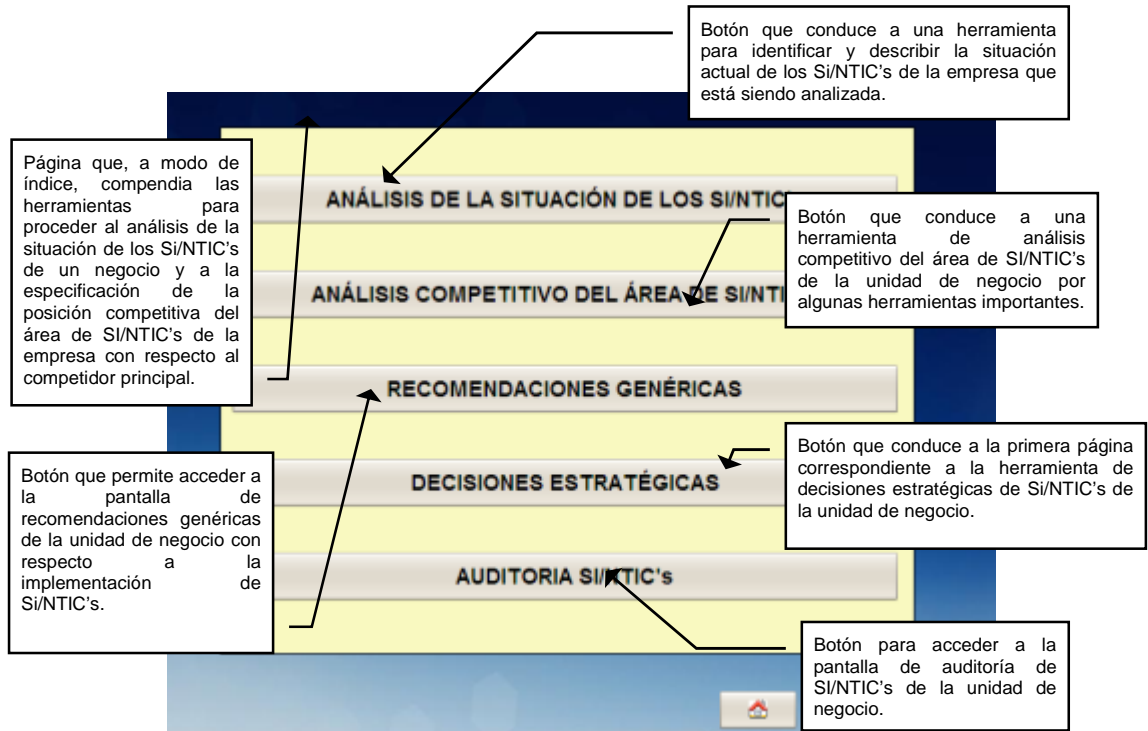 Botón que conduce a una herramienta
para identificar y describir la situación
actual de los Si/NTIC's de la empresa que
está siendo analizada.
Página que, a modo de
índice, compendia las
herramientas para
proceder al análisis de la
situación de los Si/NTIC's
de un negocio y a la
especificación de la
posición competitiva del
área de SI/NTIC's de la
empresa con respecto al
competidor principal.
ANÁLISIS DE LA SITUACIÓN DE LOS SI/NTIC'
Botón que conduce a una
herramienta de análisis
competitivo del área de SI/NTIC's
de la unidad de negocio por
algunas herramientas importantes.
ANÁLISIS COMPETITIVO DEL ÁREA DE SI/NTI
RECOMENDACIONES GENÉRICAS
Botón que conduce a la primera página
correspondiente a la herramienta de
decisiones estratégicas de Si/NTIC's de
la unidad de negocio.
Botón que permite acceder a
la pantalla de
recomendaciones genéricas
de la unidad de negocio con
respecto a la
implementación de
Si/NTIC's.
DECISIONES ESTRATÉGICAS
AUDITORIA SI/NTIC's
Botón para acceder a la
pantalla de auditoría de
SI/NTIC's de la unidad de
negocio.